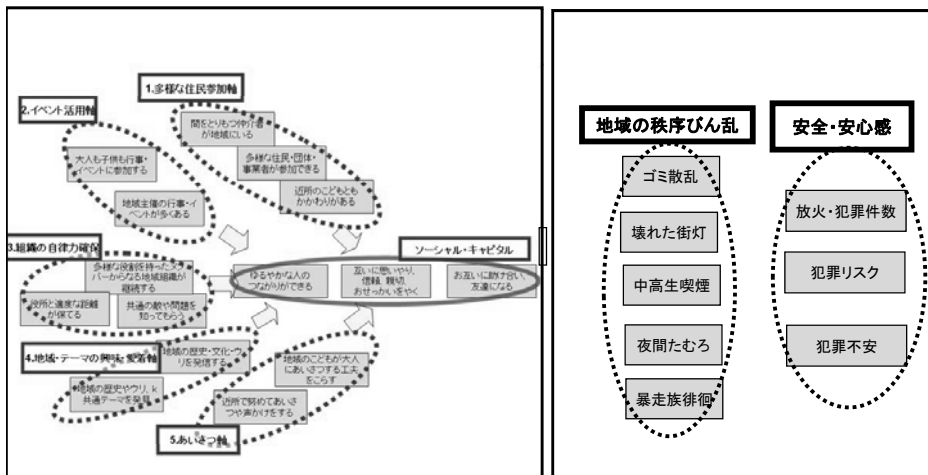 1.多様な住民参加軸
間をとりもつ仲介者
が地域にいる
多様な住民・団体・
事業者が参加できる
近所のこどもとも
かかわりがある
2.イベント活用軸
大人も子供も行事・
イベントに参加する
地域主催の行事・イ
ベントが多くある
3.組織の自律力確保
多様な役割を持ったメン
バーからなる地域組織が
継続する
役所と適度な距離
が保てる
共通の敵や問題を
知ってもらう
ソーシャル・キャピタル
ゆるやかな人の
つながりができる
互いに思いやり、
信頼、親切、
おせっかいをやく
お互いに助け合い、
友達になる
4.地域・テーマの興味・愛着軸
地域の歴史・文化・ウ
リを発信する
地域の歴史やウリ、k
共通テーマを発見
地域のこどもが大人
にあいさつする工夫
をこらす
近所で努めてあいさ
つや声かけをする
5.あいさつ軸
地域の秩序びん乱
ゴミ散乱
壊れた街灯
中高生喫煙
夜間たむろ
暴走族徘徊
安全・安心感
放火・犯罪件数
犯罪リスク
犯罪不安